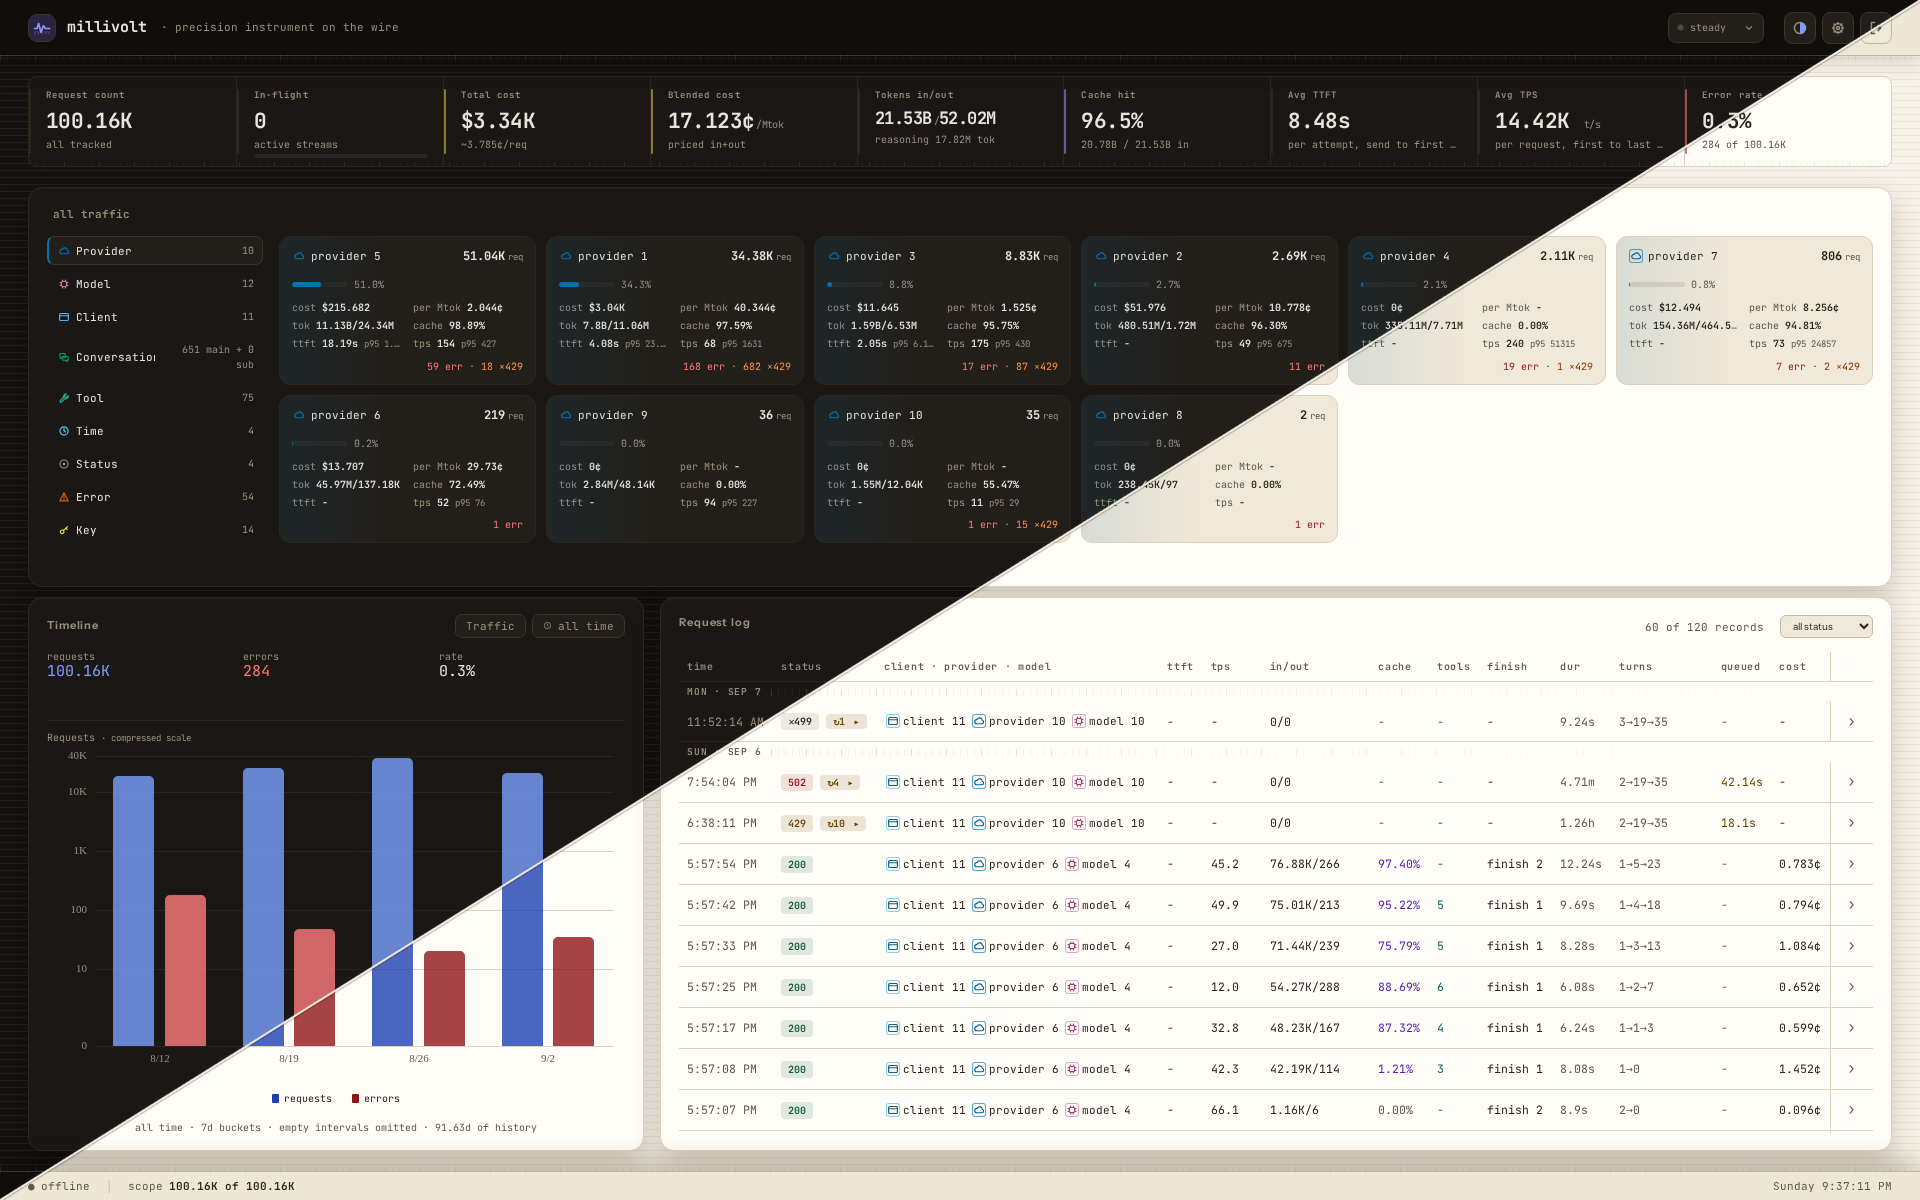 millivolt · precision instrument on the wire
steady
Request count
100.16K
all tracked
In-flight
0
active streams
Total cost
$3.34K
~3.785¢/req
Blended cost
17.123¢/Mtok
priced in+out
Tokens in/out
21.53B/52.02M
reasoning 17.82M tok
Cache hit
96.5%
20.78B / 21.53B in
Avg TTFT
8.48s
per attempt, send to first …
Avg TPS
14.42K t/s
per request, first to last …
Error rate
0.3%
284 of 100.16K
all traffic
Provider 10
Model 12
Client 11
Conversation 651 main + 0 sub
Tool 75
Time 4
Status 4
Error 54
Key 14
provider 5 51.04K req
51.0%
cost $215.682 per Mtok 2.044¢
tok 11.13B/24.34M cache 98.89%
ttft 18.19s p95 1.… tps 154 p95 427
59 err · 18 ×429
provider 1 34.38K req
34.3%
cost $3.04K per Mtok 40.344¢
tok 7.8B/11.06M cache 97.59%
ttft 4.08s p95 23.… tps 68 p95 1631
168 err · 682 ×429
provider 3 8.83K req
8.8%
cost $11.645 per Mtok 1.525¢
tok 1.59B/6.53M cache 95.75%
ttft 2.05s p95 6.1… tps 175 p95 430
17 err · 87 ×429
provider 2 2.69K req
2.7%
cost $51.976 per Mtok 10.778¢
tok 480.51M/1.72M cache 96.30%
ttft - tps 49 p95 675
11 err
provider 4 2.11K req
2.1%
cost 0¢ per Mtok -
tok 335.11M/7.71M cache 0.00%
ttft - tps 240 p95 51315
19 err · 1 ×429
provider 7 806 req
0.8%
cost $12.494 per Mtok 8.256¢
tok 154.36M/464.5… cache 94.81%
ttft - tps 73 p95 24857
7 err · 2 ×429
provider 6 219 req
0.2%
cost $13.707 per Mtok 29.73¢
tok 45.97M/137.18K cache 72.49%
ttft - tps 52 p95 76
1 err
provider 9 36 req
0.0%
cost 0¢ per Mtok -
tok 2.84M/48.14K cache 0.00%
ttft - tps 94 p95 227
provider 10 35 req
0.0%
cost 0¢ per Mtok -
tok 1.55M/12.04K cache 55.47%
ttft - tps 11 p95 29
1 err · 15 ×429
provider 8 2 req
0.0%
cost 0¢ per Mtok -
tok 238.45K/97 cache 0.00%
ttft - tps -
1 err
Timeline Traffic all time
requests errors rate
100.16K 284 0.3%
Requests · compressed scale
40K
10K
1K
100
10
0
8/12 8/19 8/26 9/2
requests errors
all time · 7d buckets · empty intervals omitted · 91.63d of history
Request log 60 of 120 records all status
time status client · provider · model ttft tps in/out cache tools finish dur turns queued cost
MON · SEP 7
11:52:14 AM ×499 ↻1 ▸ client 11 provider 10 model 10 - - 0/0 - - - 9.24s 3→19→35 - - ›
SUN · SEP 6
7:54:04 PM 502 ↻4 ▸ client 11 provider 10 model 10 - - 0/0 - - - 4.71m 2→19→35 42.14s - ›
6:38:11 PM 429 ↻10 ▸ client 11 provider 10 model 10 - - 0/0 - - - 1.26h 2→19→35 18.1s - ›
5:57:54 PM 200 client 11 provider 6 model 4 - 45.2 76.88K/266 97.40% - finish 2 12.24s 1→5→23 - 0.783¢ ›
5:57:42 PM 200 client 11 provider 6 model 4 - 49.9 75.01K/213 95.22% 5 finish 1 9.69s 1→4→18 - 0.794¢ ›
5:57:33 PM 200 client 11 provider 6 model 4 - 27.0 71.44K/239 75.79% 5 finish 1 8.28s 1→3→13 - 1.084¢ ›
5:57:25 PM 200 client 11 provider 6 model 4 - 12.0 54.27K/288 88.69% 6 finish 1 6.08s 1→2→7 - 0.652¢ ›
5:57:17 PM 200 client 11 provider 6 model 4 - 32.8 48.23K/167 87.32% 4 finish 1 6.24s 1→1→3 - 0.599¢ ›
5:57:08 PM 200 client 11 provider 6 model 4 - 42.3 42.19K/114 1.21% 3 finish 1 8.08s 1→0 - 1.452¢ ›
5:57:07 PM 200 client 11 provider 6 model 4 - 66.1 1.16K/6 0.00% - finish 2 8.9s 2→0 - 0.096¢ ›
offline scope 100.16K of 100.16K Sunday 9:37:11 PM